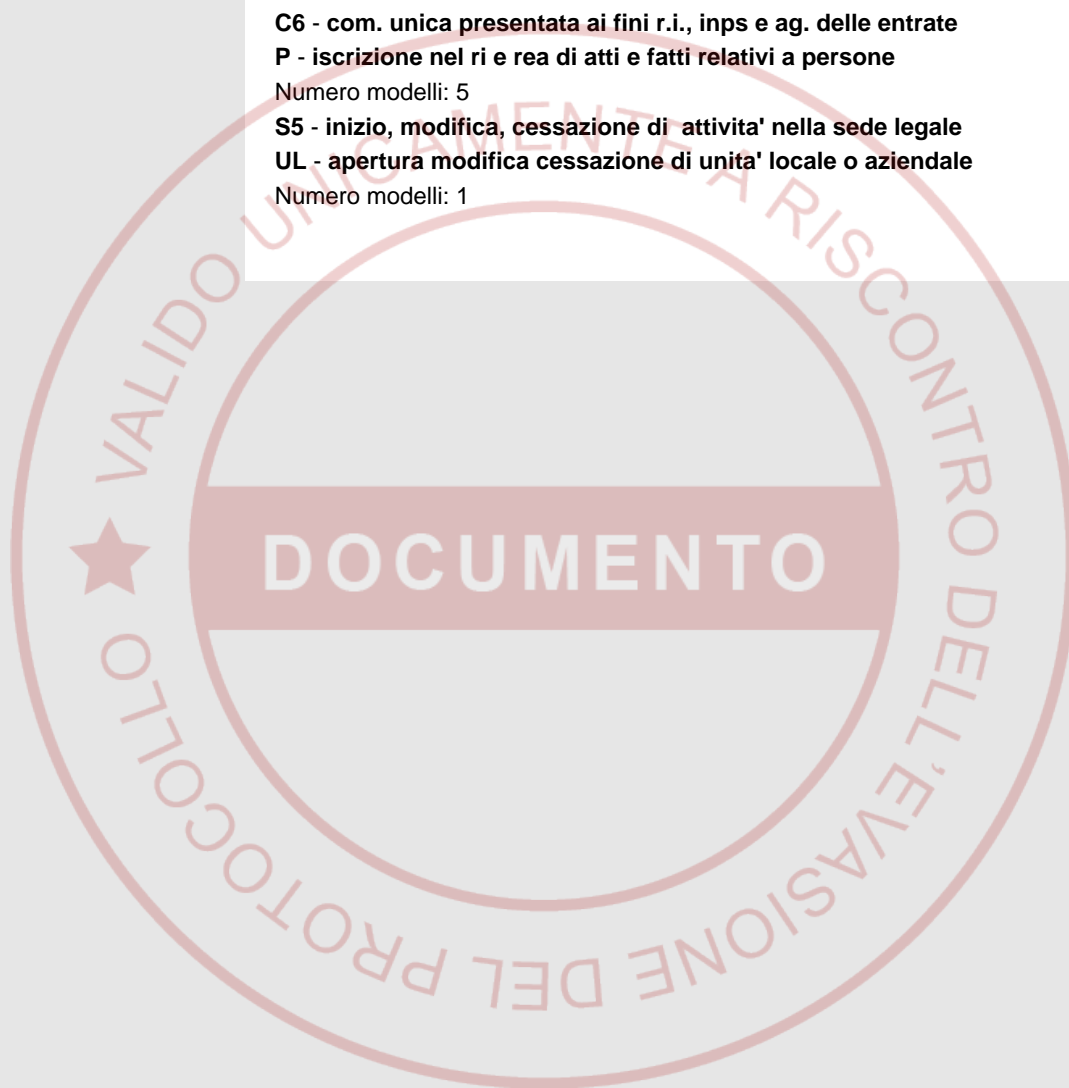 C6 - com. unica presentata ai fini r.i., inps e ag. delle entrate
P - iscrizione nel ri e rea di atti e fatti relativi a persone
Numero modelli: 5
S5 - inizio, modifica, cessazione di  attivita' nella sede legale
UL - apertura modifica cessazione di unita' locale o aziendale
Numero modelli: 1
VALIDO UNICAMENTE A RISCONTRO DELL'EVASIONE DEL PROTOCOLLO
DOCUMENTO